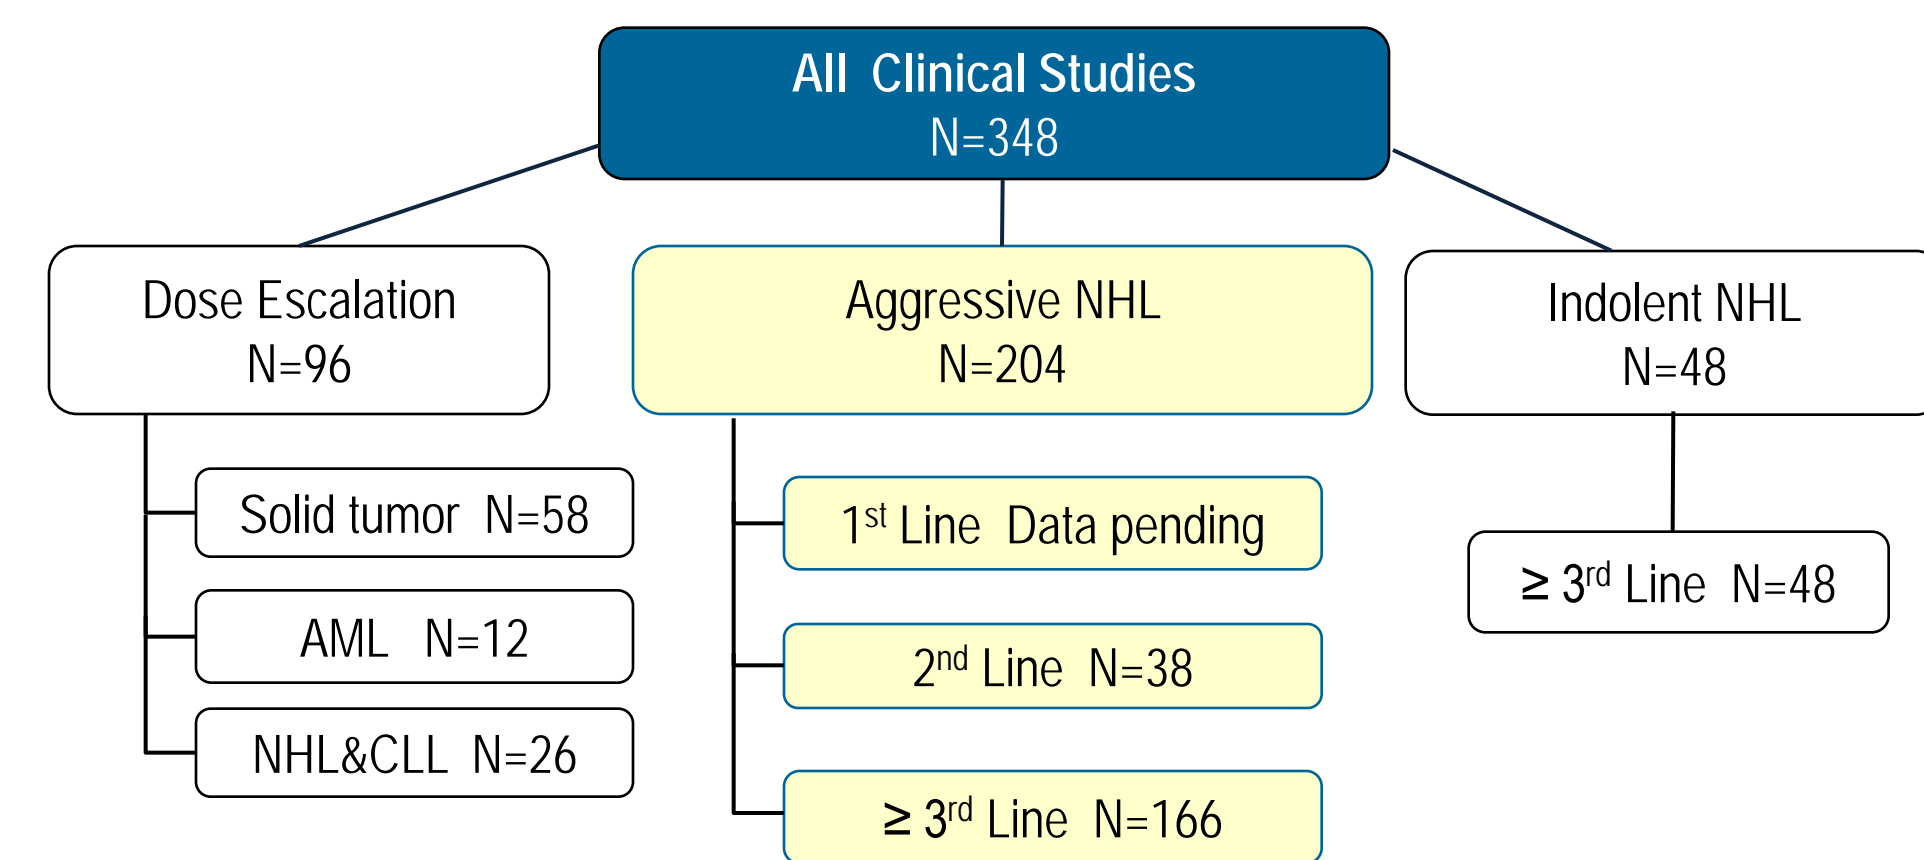 All Clinical Studies
N=348
Dose Escalation
N=96
Solid tumor N=58
AML N=12
NHL&CLL N=26
Aggressive NHL
N=204
1st Line Data pending
2nd Line N=38
≥ 3rd Line N=166
Indolent NHL
N=48
≥ 3rd Line N=48